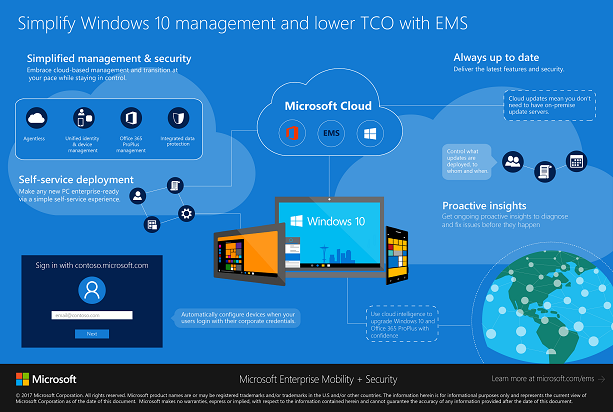 Simplify Windows 10 management and lower TCO with EMS
Simplified management & security
Embrace cloud-based management and transition at
your pace while staying in control.
Agentless
Unified identity
& device
management
Office 365
ProPlus
management
Integrated data
protection
Self-service deployment
Make any new PC enterprise-ready
via a simple self-service experience.
Microsoft Cloud
EMS
Always up to date
Deliver the latest features and security.
Cloud updates mean you don't
need to have on-premise
update servers.
Control what
updates are
deployed, to
whom and when.
Proactive insights
Get ongoing proactive insights to diagnose
and fix issues before they happen.
Windows 10
Sign in with contoso.microsoft.com
email@contoso.com
Next
Automatically configure devices when your
users login with their corporate credentials.
Use cloud intelligence to
upgrade Windows 10 and
Office 365 ProPlus with
confidence
Microsoft
Microsoft Enterprise Mobility + Security
Learn more at microsoft.com/ems
© 2017 Microsoft Corporation. All rights reserved. Microsoft product names are or may be registered trademarks and/or trademarks in the U.S and/or other countries. The information herein is for informational purposes only and represents the current view of
Microsoft Corporation as of the date of this document. Microsoft makes no warranties, express or implied, with respect to the information contained herein and cannot guarantee the accuracy of any information provided after the date of this document.